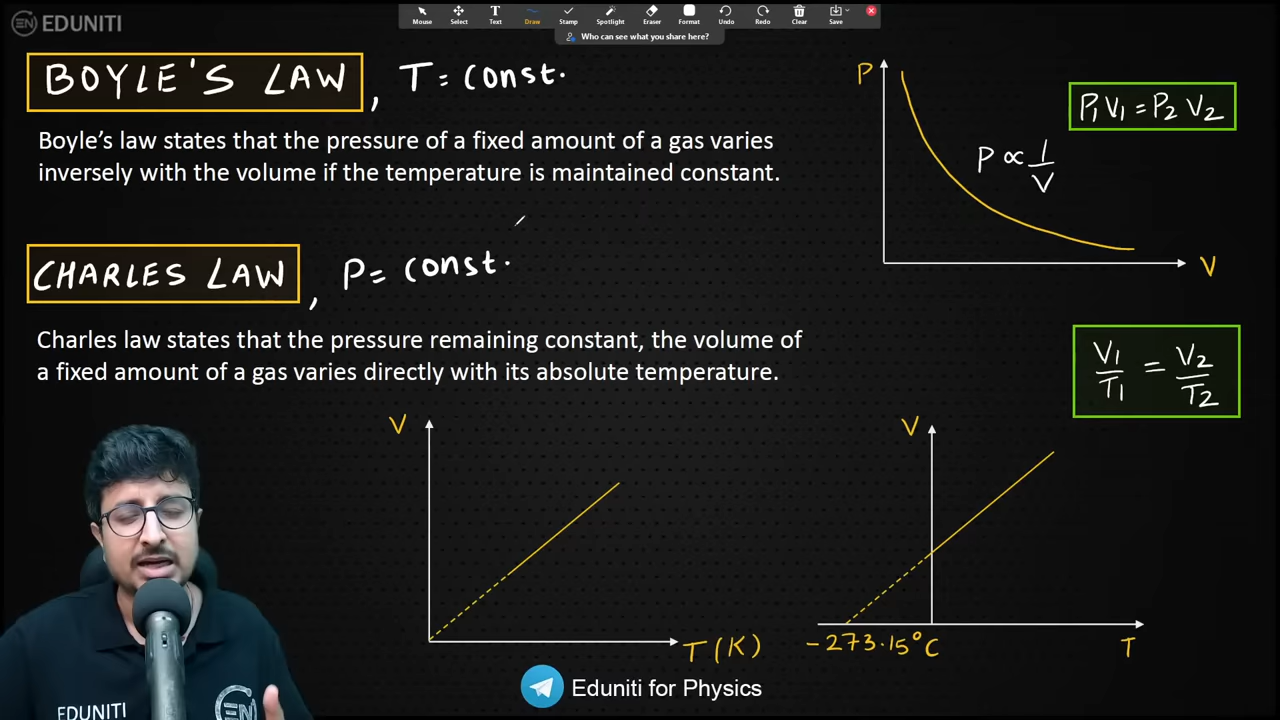 EN EDUNITI
Mouse Select Text Draw Stamp Spotlight Eraser Format Undo Redo Clear Save
Who can see what you share here?
BOYLE'S LAW , T = const.
Boyle’s law states that the pressure of a fixed amount of a gas varies
inversely with the volume if the temperature is maintained constant.
P
P₁V₁ = P₂V₂
P ∝ 1/V
V
CHARLES LAW , P = const.
Charles law states that the pressure remaining constant, the volume of
a fixed amount of a gas varies directly with its absolute temperature.
V₁/T₁ = V₂/T₂
V
T(K)
V
-273.15°C
T
Eduniti for Physics
EDUNITI
EN